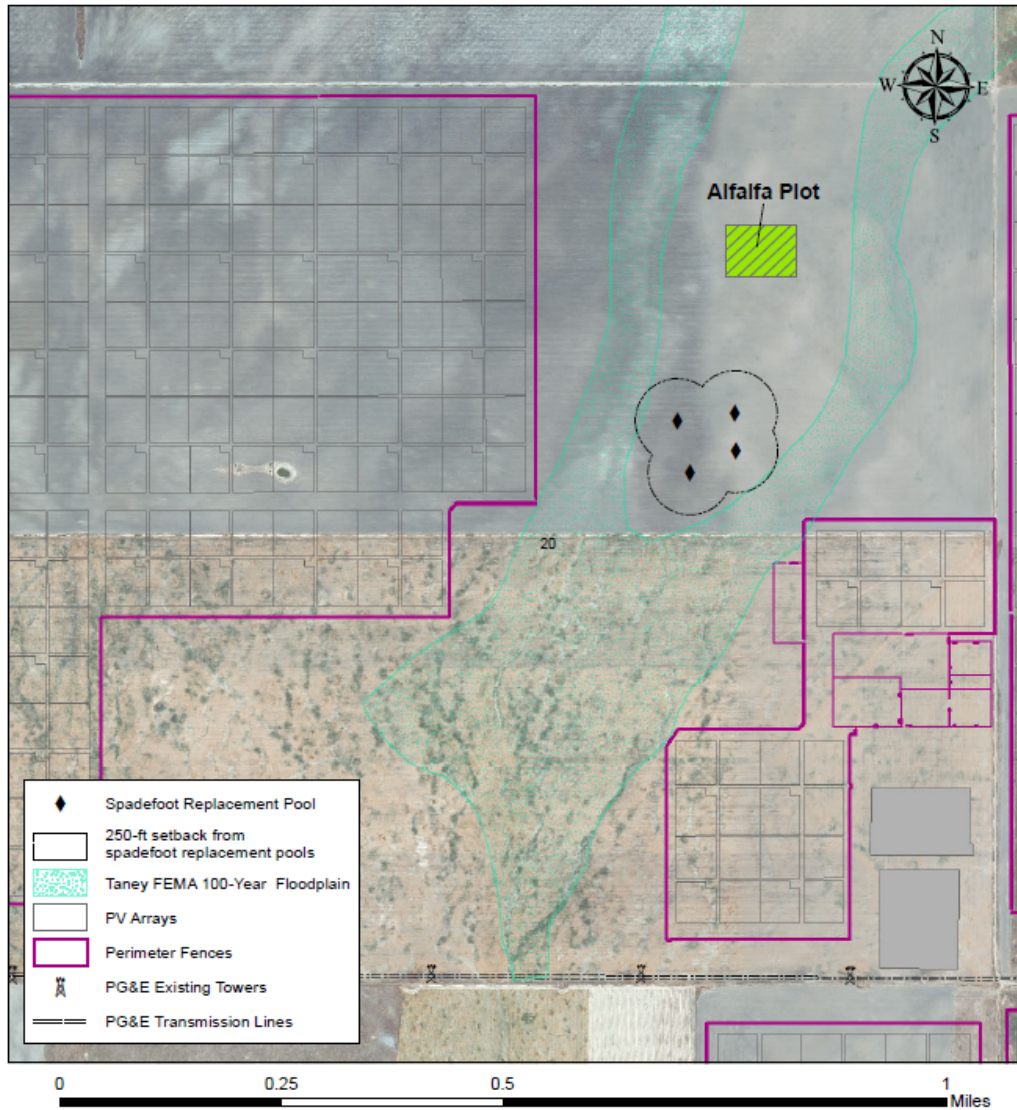 N
W E
S
Alfalfa Plot
20
Spadefoot Replacement Pool
250-ft setback from
spadefoot replacement pools
Taney FEMA 100-Year Floodplain
PV Arrays
Perimeter Fences
PG&E Existing Towers
PG&E Transmission Lines
0 0.25 0.5 1
Miles